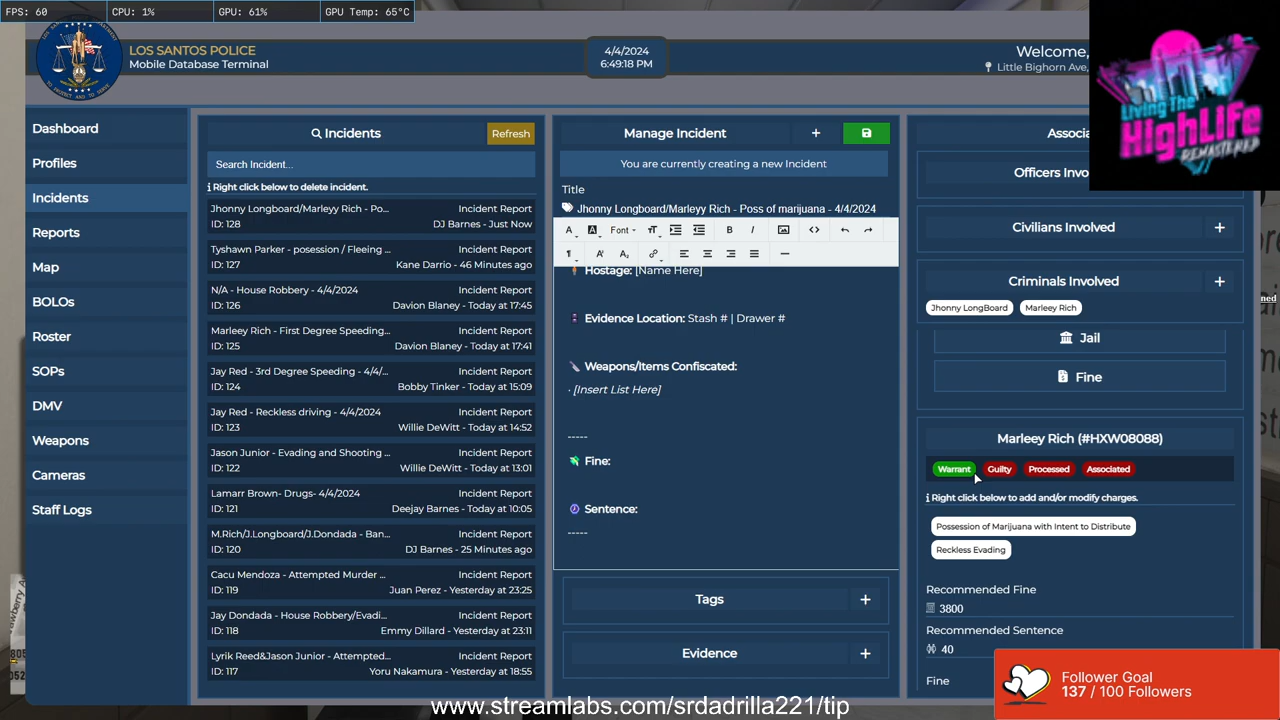 FPS: 60
CPU: 1%
GPU: 61%
GPU Temp: 65°C
LOS SANTOS POLICE
Mobile Database Terminal
4/4/2024
6:49:18 PM
Welcome,
Little Bighorn Ave,
Living The
HighLife
REMASTERED
Dashboard
Profiles
Incidents
Reports
Map
BOLOs
Roster
SOPs
DMV
Weapons
Cameras
Staff Logs
Incidents
Refresh
Search Incident...
Right click below to delete incident.
Jhonny Longboard/Marleyy Rich - Po... Incident Report
ID: 128 DJ Barnes - Just Now
Tyshawn Parker - posession / Fleeing ... Incident Report
ID: 127 Kane Darrio - 46 Minutes ago
N/A - House Robbery - 4/4/2024 Incident Report
ID: 126 Davion Blaney - Today at 17:45
Marleey Rich - First Degree Speeding... Incident Report
ID: 125 Davion Blaney - Today at 17:41
Jay Red - 3rd Degree Speeding - 4/4/... Incident Report
ID: 124 Bobby Tinker - Today at 15:09
Jay Red - Reckless driving - 4/4/2024 Incident Report
ID: 123 Willie DeWitt - Today at 14:52
Jason Junior - Evading and Shooting ... Incident Report
ID: 122 Willie DeWitt - Today at 13:01
Lamarr Brown- Drugs- 4/4/2024 Incident Report
ID: 121 Deejay Barnes - Today at 10:05
M.Rich/J.Longboard/J.Dondada - Ban... Incident Report
ID: 120 DJ Barnes - 25 Minutes ago
Cacu Mendoza - Attempted Murder ... Incident Report
ID: 119 Juan Perez - Yesterday at 23:25
Jay Dondada - House Robbery/Evadi... Incident Report
ID: 118 Emmy Dillard - Yesterday at 23:11
Lyrik Reed&Jason Junior - Attempted... Incident Report
ID: 117 Yoru Nakamura - Yesterday at 18:55
Manage Incident
You are currently creating a new Incident
Title
Jhonny Longboard/Marleyy Rich - Poss of marijuana - 4/4/2024
Font
Hostage: [Name Here]
Evidence Location: Stash # | Drawer #
Weapons/Items Confiscated:
· [Insert List Here]
-----
Fine:
Sentence:
-----
Tags
Evidence
Associa
Officers Invo
Civilians Involved
Criminals Involved
Jhonny LongBoard
Marleey Rich
Jail
Fine
Marleey Rich (#HXW08088)
Warrant
Guilty
Processed
Associated
Right click below to add and/or modify charges.
Possession of Marijuana with Intent to Distribute
Reckless Evading
Recommended Fine
3800
Recommended Sentence
40
Fine
Follower Goal
137 / 100 Followers
www.streamlabs.com/srdadrilla221/tip